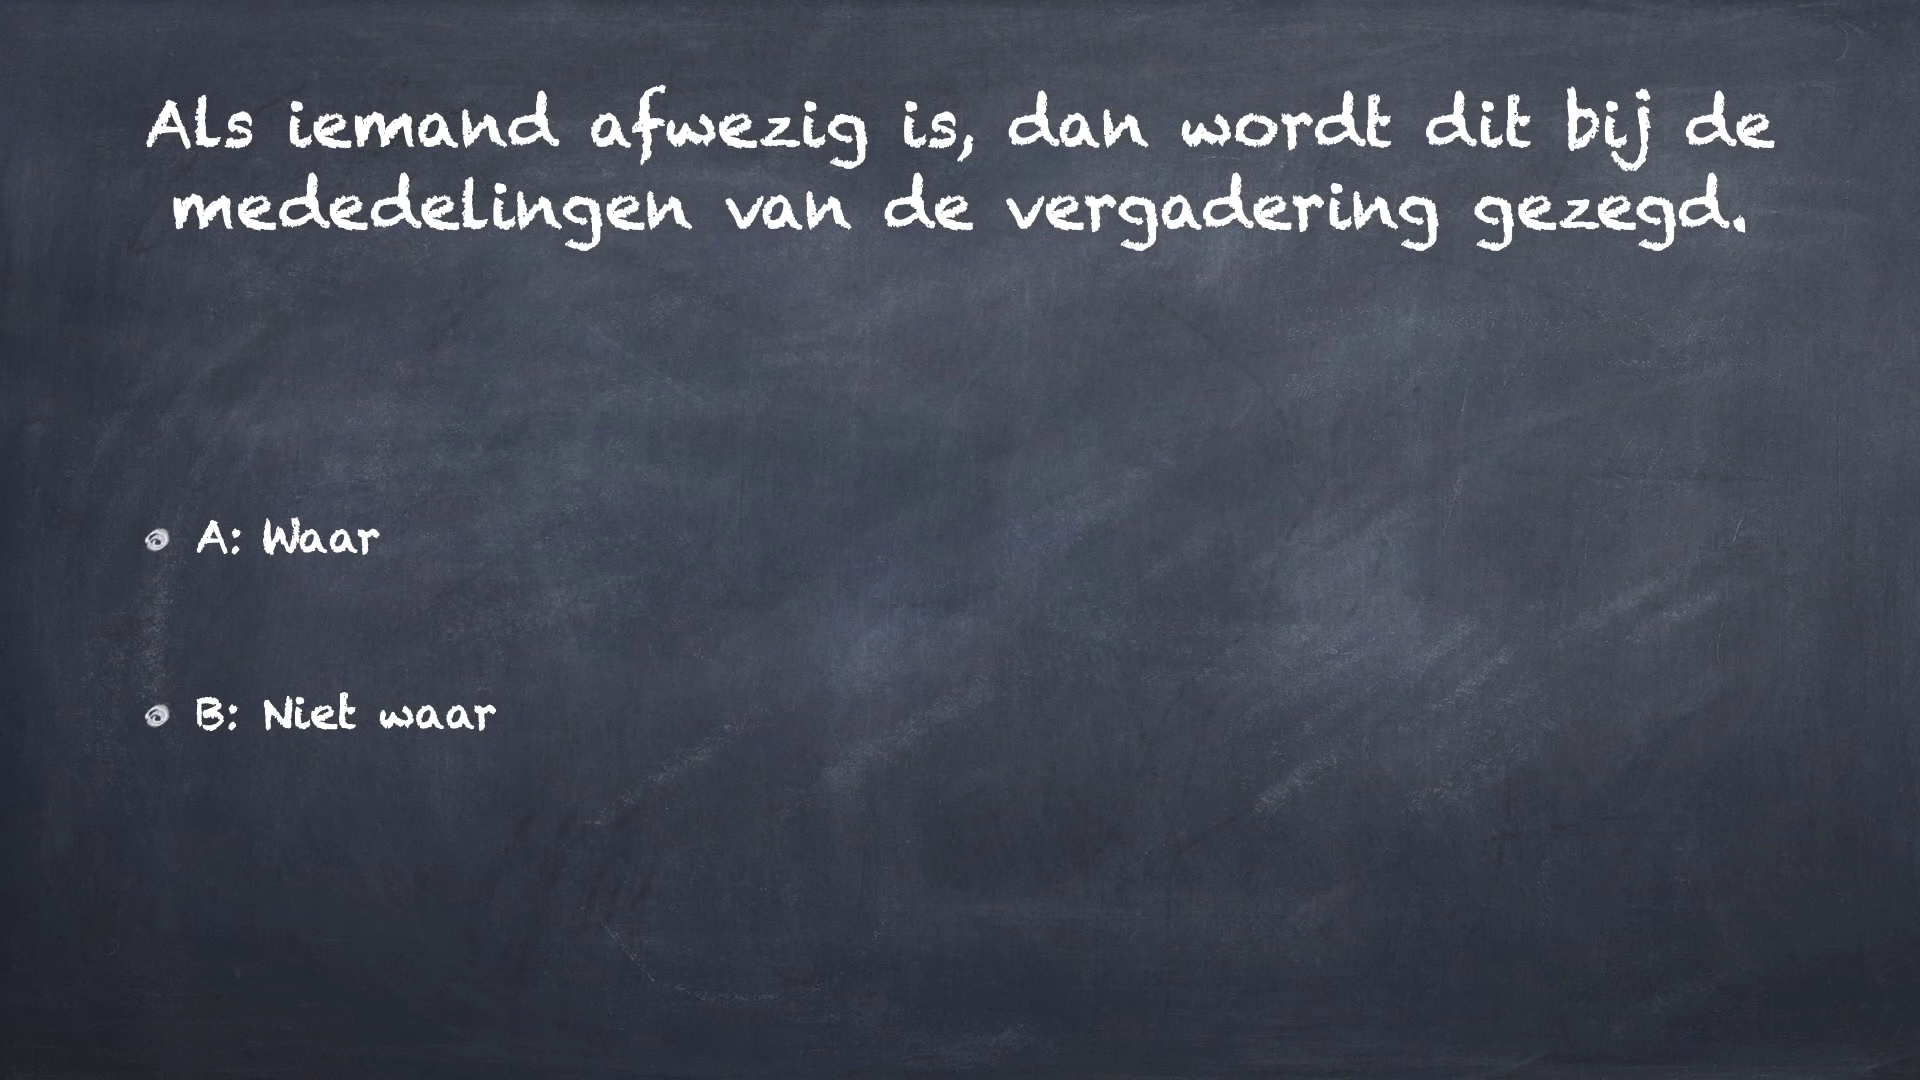 Als iemand afwezig is, dan wordt dit bij de
mededelingen van de vergadering gezegd.
A: Waar
B: Niet waar